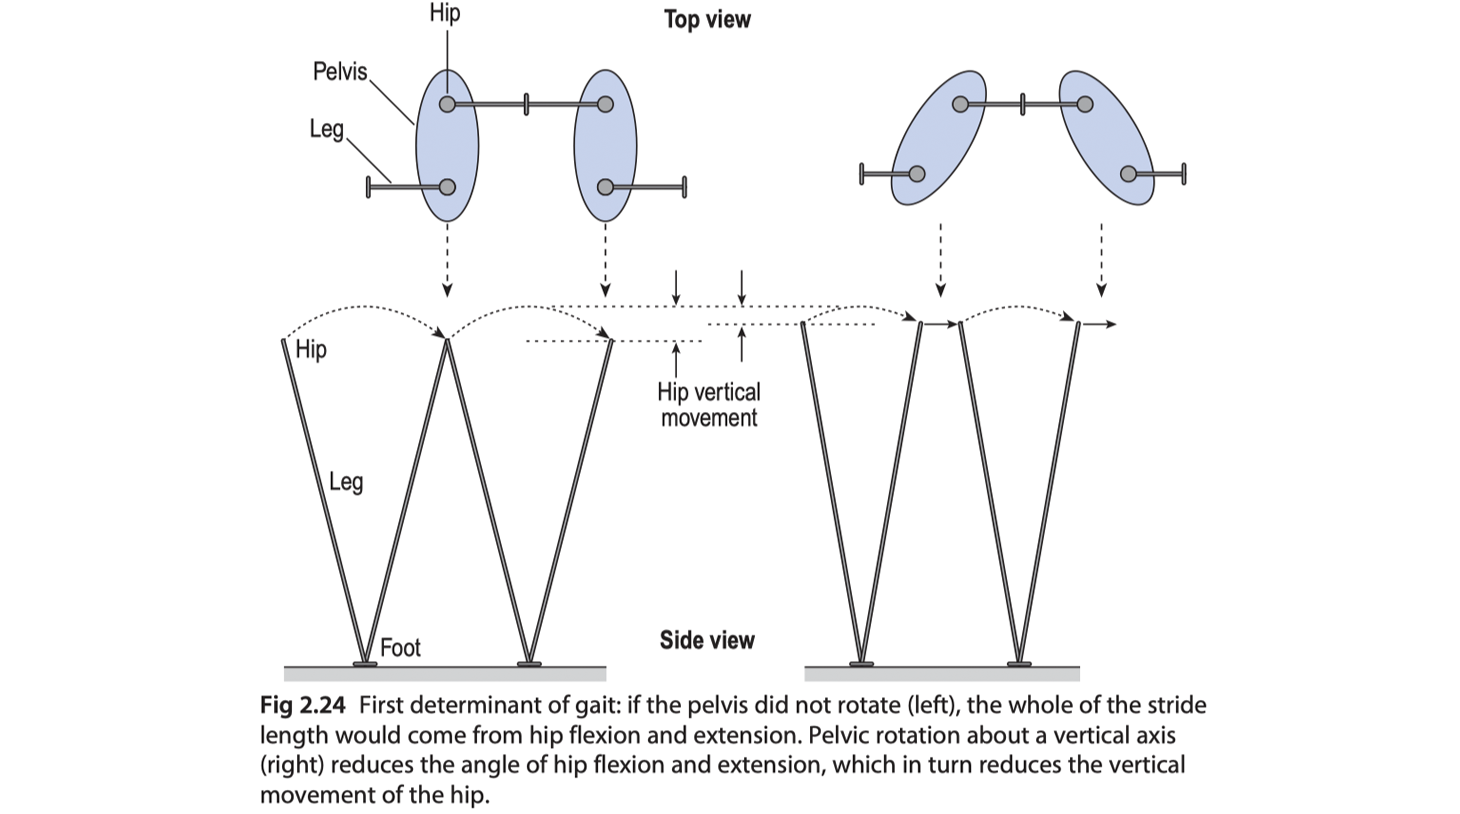 Hip
Top view
Pelvis
Leg
Hip
Hip vertical
movement
Leg
Side view
Foot
Fig 2.24 First determinant of gait: if the pelvis did not rotate (left), the whole of the stride
length would come from hip flexion and extension. Pelvic rotation about a vertical axis
(right) reduces the angle of hip flexion and extension, which in turn reduces the vertical
movement of the hip.